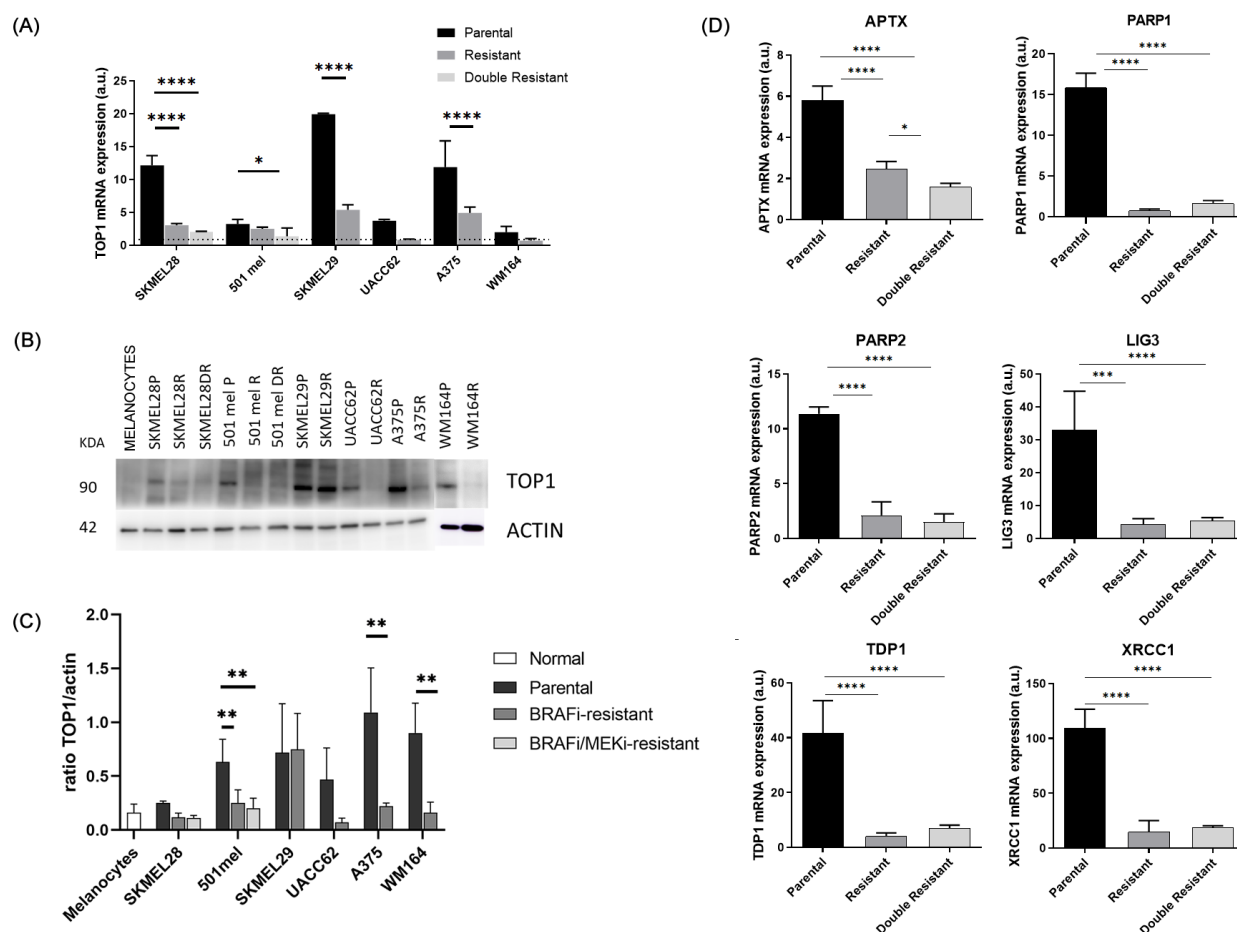 (A)
Parental
Resistant
Double Resistant
TOP1 mRNA expression (a.u.)
25
20
15
10
5
0
****
****
*
****
****
SKMEL28
501 mel
SKMEL29
UACC62
A375
WM164
(B)
KDA
MELANOCYTES
SKMEL28P
SKMEL28R
SKMEL28DR
501 mel P
501 mel R
501 mel DR
SKMEL29P
SKMEL29R
UACC62P
UACC62R
A375P
A375R
WM164P
WM164R
90
TOP1
42
ACTIN
(C)
ratio TOP1/actin
2.0
1.5
1.0
0.5
0.0
**
**
**
**
Normal
Parental
BRAFi-resistant
BRAFi/MEKi-resistant
Melanocytes
SKMEL28
501mel
SKMEL29
UACC62
A375
WM164
(D)
APTX
APTX mRNA expression (a.u.)
8
6
4
2
0
****
****
*
Parental
Resistant
Double Resistant
PARP1
PARP1 mRNA expression (a.u.)
20
15
10
5
0
****
****
Parental
Resistant
Double Resistant
PARP2
PARP2 mRNA expression (a.u.)
15
10
5
0
****
****
Parental
Resistant
Double Resistant
LIG3
LIG3 mRNA expression (a.u.)
50
40
30
20
10
0
****
***
Parental
Resistant
Double Resistant
TDP1
TDP1 mRNA expression (a.u.)
60
40
20
0
****
****
Parental
Resistant
Double Resistant
XRCC1
XRCC1 mRNA expression (a.u.)
150
100
50
0
****
****
Parental
Resistant
Double Resistant